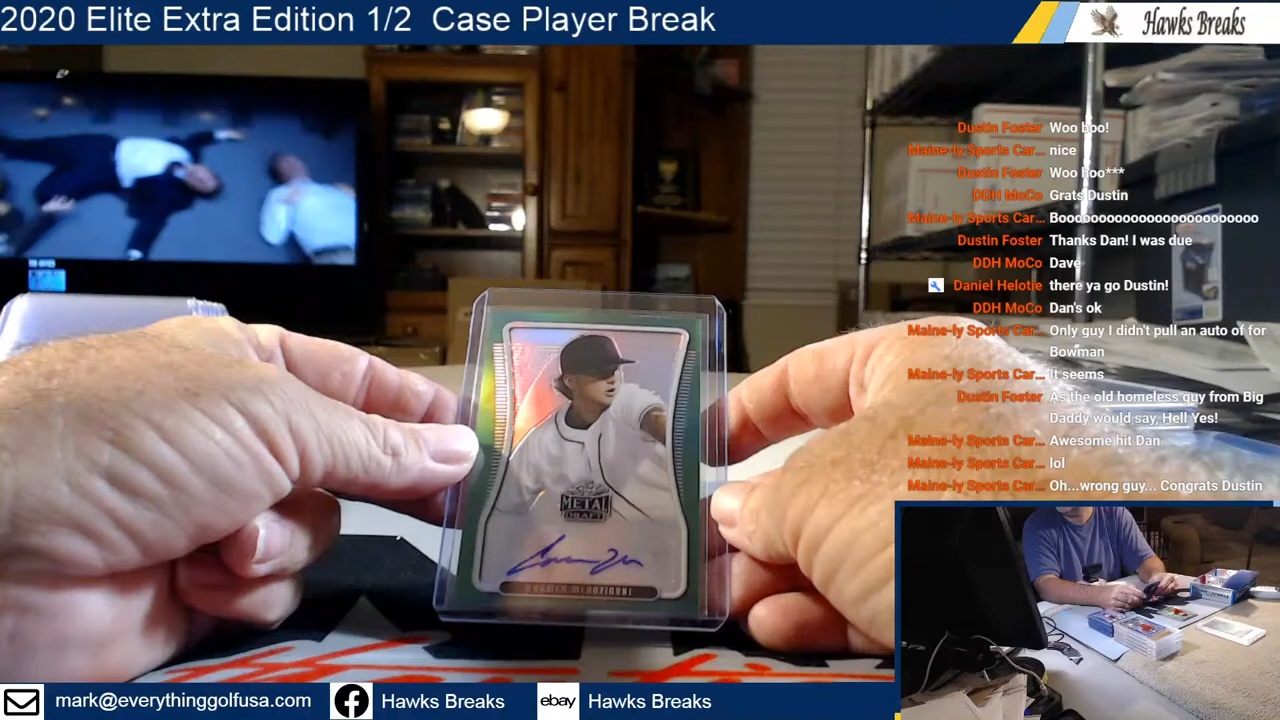 2020 Elite Extra Edition 1/2 Case Player Break
Hawks Breaks
Dustin Foster Woo boo!
Maine-ly Sports Car... nice
Dustin Foster Woo hoo***
DDH MoCo Grats Dustin
Maine-ly Sports Car... Booooooooooooooooooooooooo
Dustin Foster Thanks Dan! I was due
DDH MoCo Dave
Daniel Helotie there ya go Dustin!
DDH MoCo Dan's ok
Maine-ly Sports Car... Only guy I didn't pull an auto of for
Bowman
Maine-ly Sports Car... It seems
Dustin Foster As the old homeless guy from Big
Daddy would say, Hell Yes!
Maine-ly Sports Car... Awesome hit Dan
Maine-ly Sports Car... lol
Maine-ly Sports Car... Oh...wrong guy... Congrats Dustin
METAL
DRAFT
CARMEN MLODZINSKI
mark@everythinggolfusa.com
Hawks Breaks
ebay
Hawks Breaks